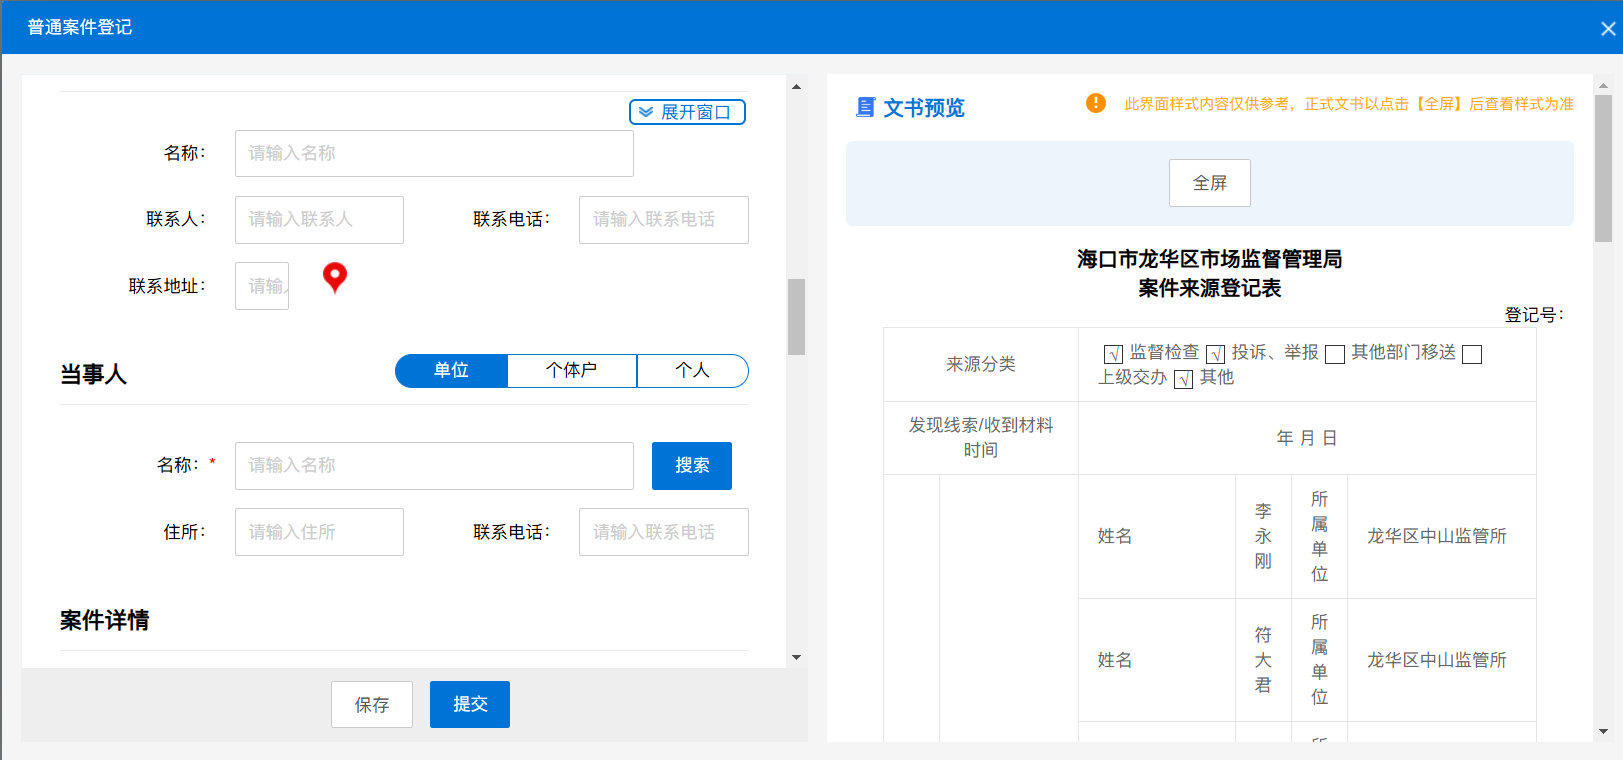 普通案件登记
展开窗口
名称：
请输入名称
联系人：
请输入联系人
联系电话：
请输入联系电话
联系地址：
请输
当事人
单位
个体户
个人
名称：*
请输入名称
搜索
住所：
请输入住所
联系电话：
请输入联系电话
案件详情
保存
提交
文书预览
此界面样式内容仅供参考，正式文书以点击【全屏】后查看样式为准
全屏
海口市龙华区市场监督管理局
案件来源登记表
登记号：
来源分类
√ 监督检查 √ 投诉、举报 其他部门移送
上级交办 √ 其他
发现线索/收到材料
时间
年 月 日
姓名
李
永
刚
所
属
单
位
龙华区中山监管所
姓名
符
大
君
所
属
单
位
龙华区中山监管所